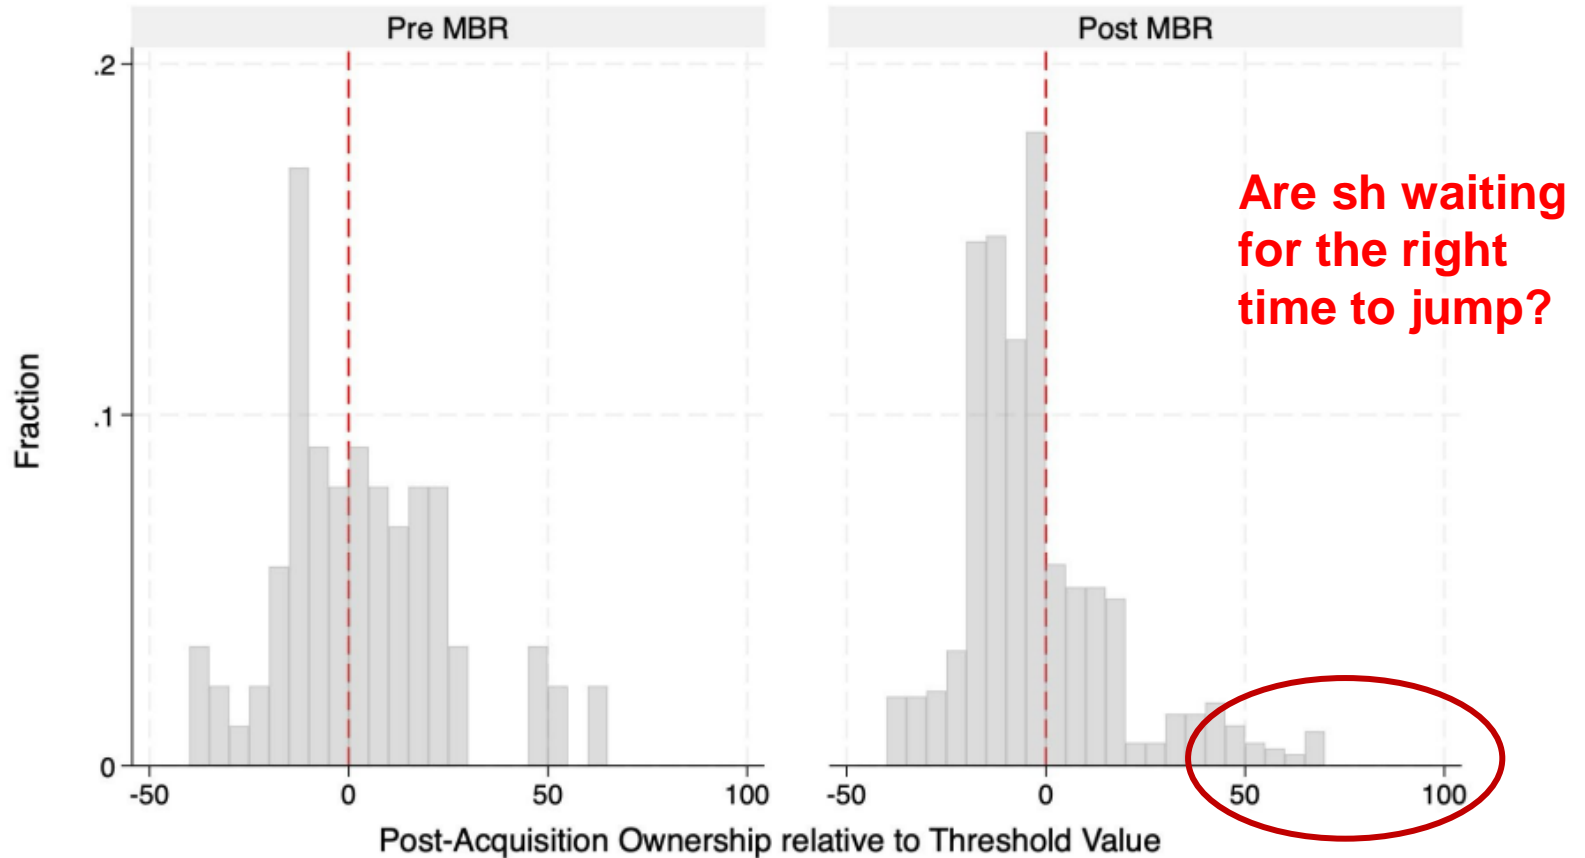 Pre MBR
Post MBR
.2
.1
0
Fraction
Are sh waiting
for the right
time to jump?
-50
0
50
100
-50
0
50
100
Post-Acquisition Ownership relative to Threshold Value